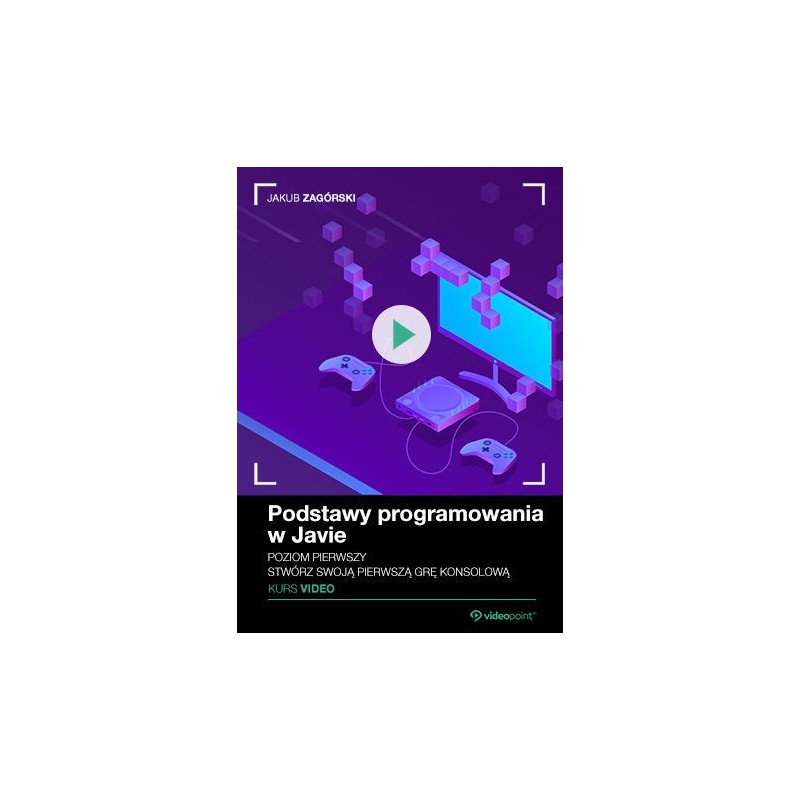 JAKUB ZAGÓRSKI
Podstawy programowania
w Javie
POZIOM PIERWSZY
STWÓRZ SWOJĄ PIERWSZĄ GRĘ KONSOLOWĄ
KURS VIDEO
videopoint